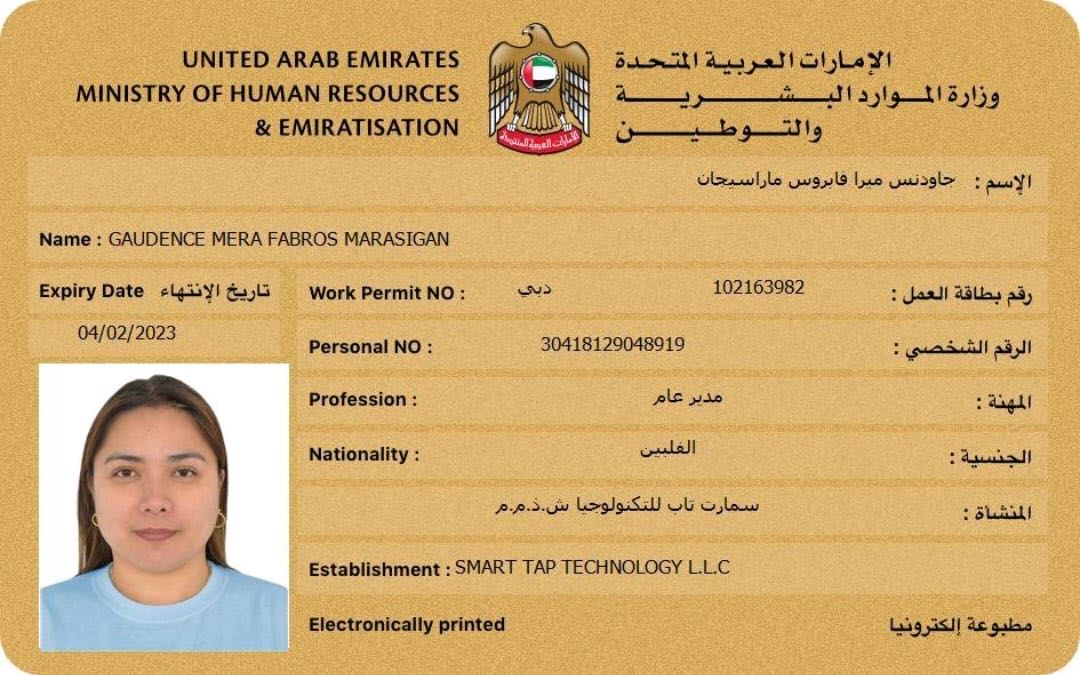 UNITED ARAB EMIRATES
MINISTRY OF HUMAN RESOURCES
& EMIRATISATION
الإمارات العربية المتحدة
وزارة الموارد البشرية
والتوطين
الإمارات العربية المتحدة
الإسم : جاودنس ميرا فابروس ماراسيجان
Name : GAUDENCE MERA FABROS MARASIGAN
Expiry Date تاريخ الإنتهاء
04/02/2023
Work Permit NO : دبي 102163982 رقم بطاقة العمل :
Personal NO : 30418129048919 الرقم الشخصي :
Profession : مدير عام المهنة :
Nationality : الفلبين الجنسية :
سمارت تاب للتكنولوجيا ش.ذ.م.م المنشأة :
Establishment : SMART TAP TECHNOLOGY L.L.C
Electronically printed مطبوعة إلكترونيا